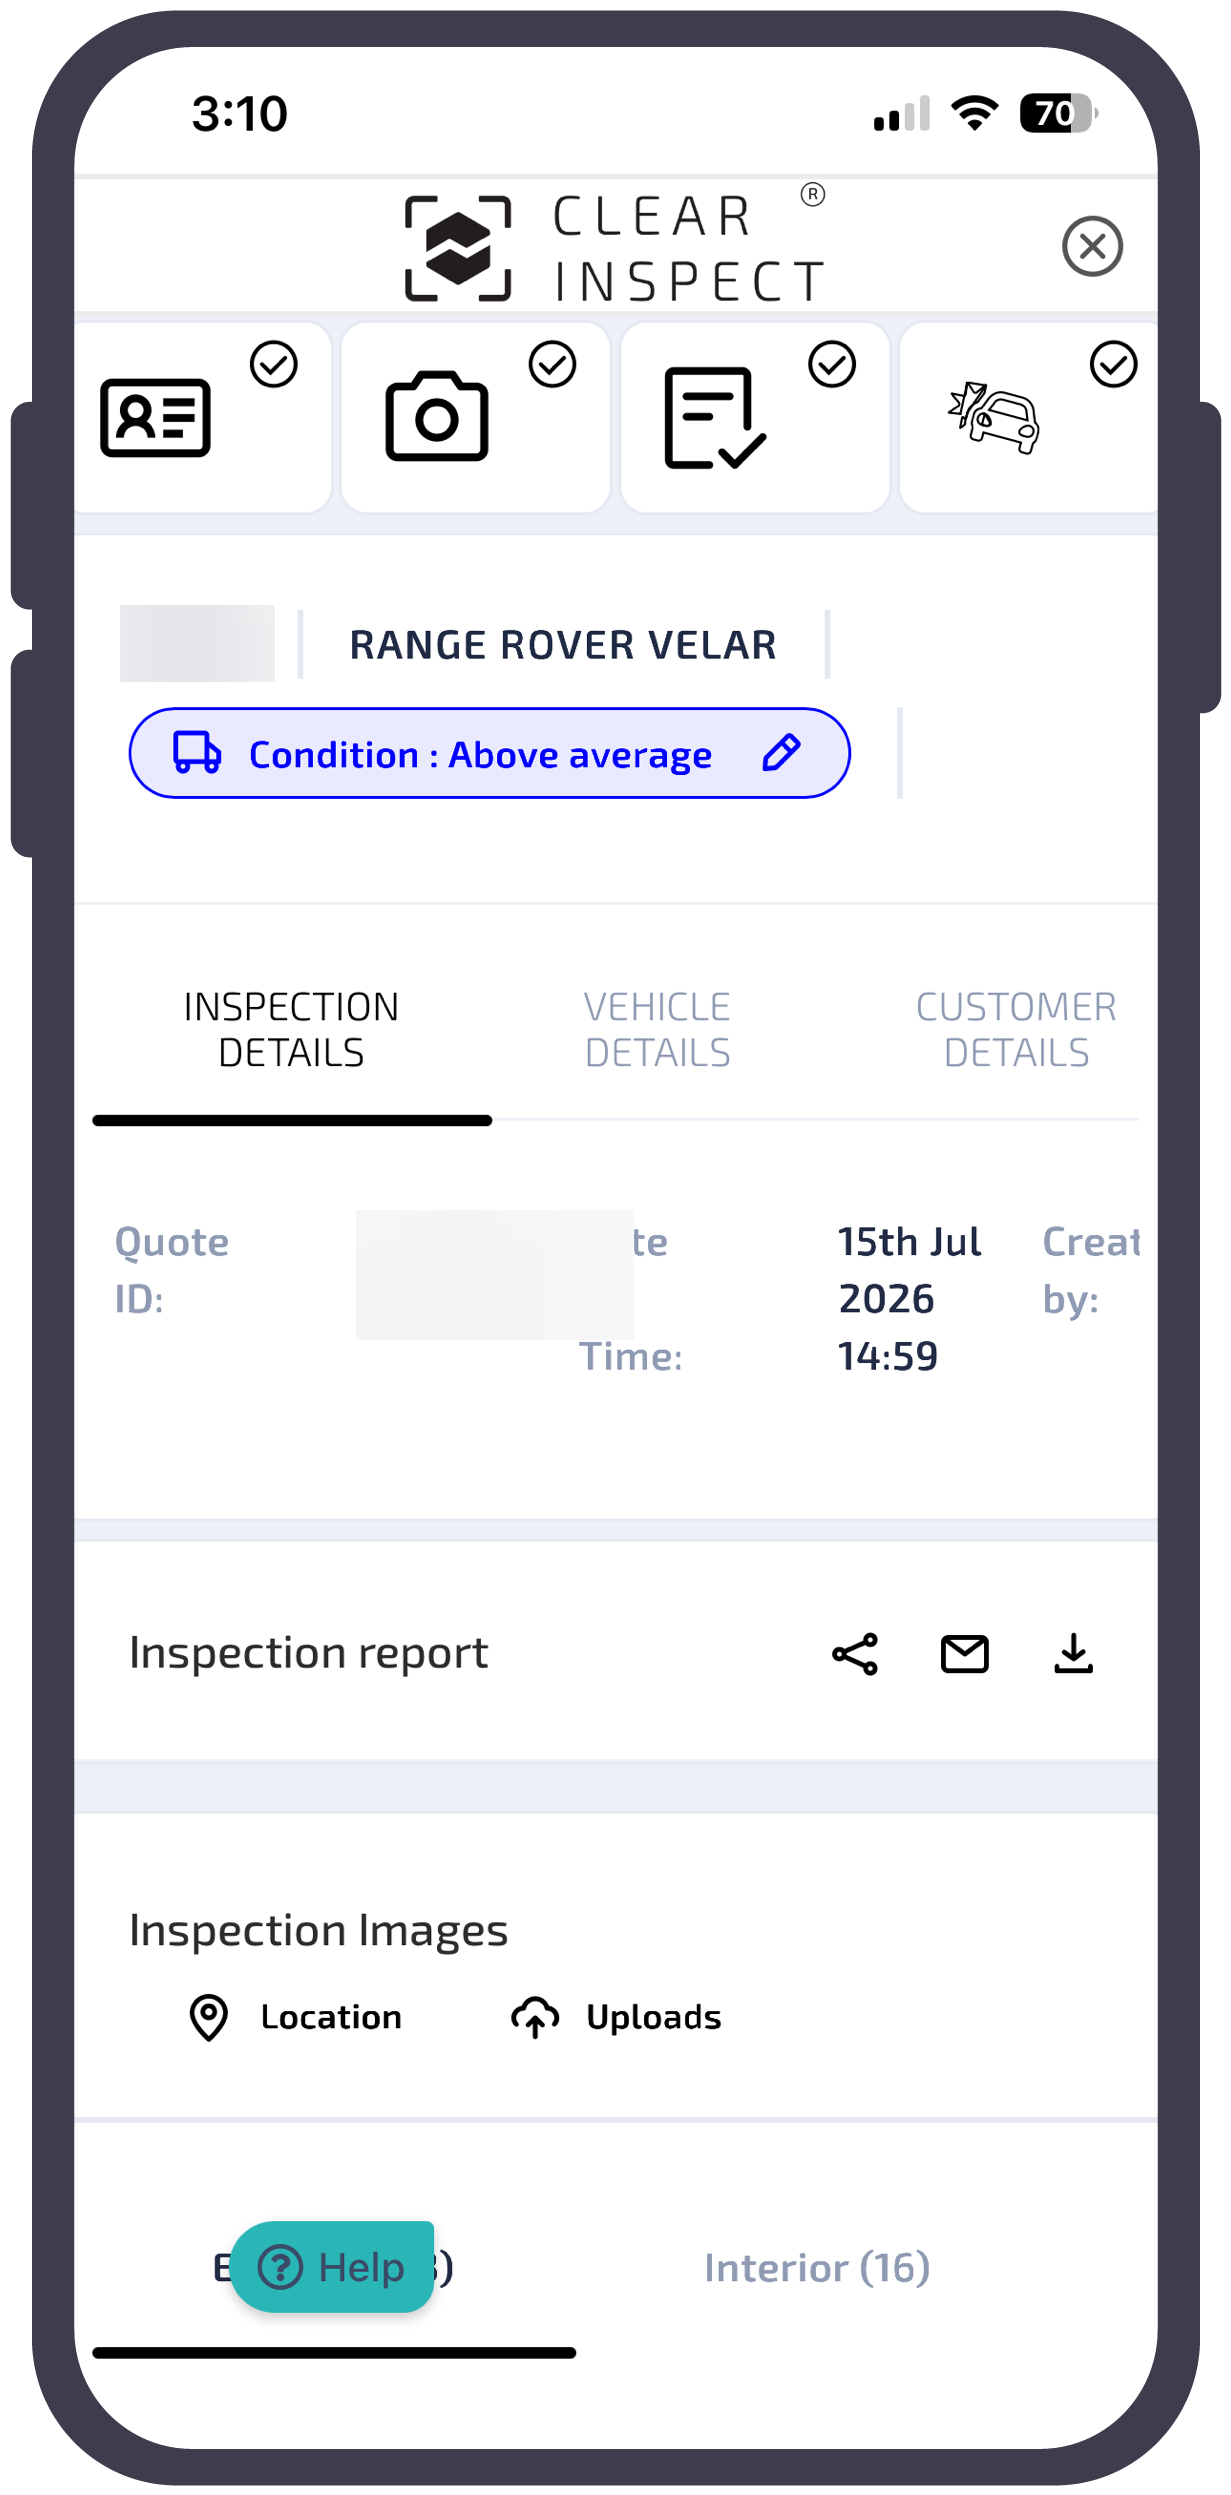 3:10
70
CLEAR ®
INSPECT
RANGE ROVER VELAR
Condition : Above average
INSPECTION
DETAILS
VEHICLE
DETAILS
CUSTOMER
DETAILS
Quote
ID:
te
Time:
15th Jul
2026
14:59
Creat
by:
Inspection report
Inspection Images
Location
Uploads
Help
Interior (16)